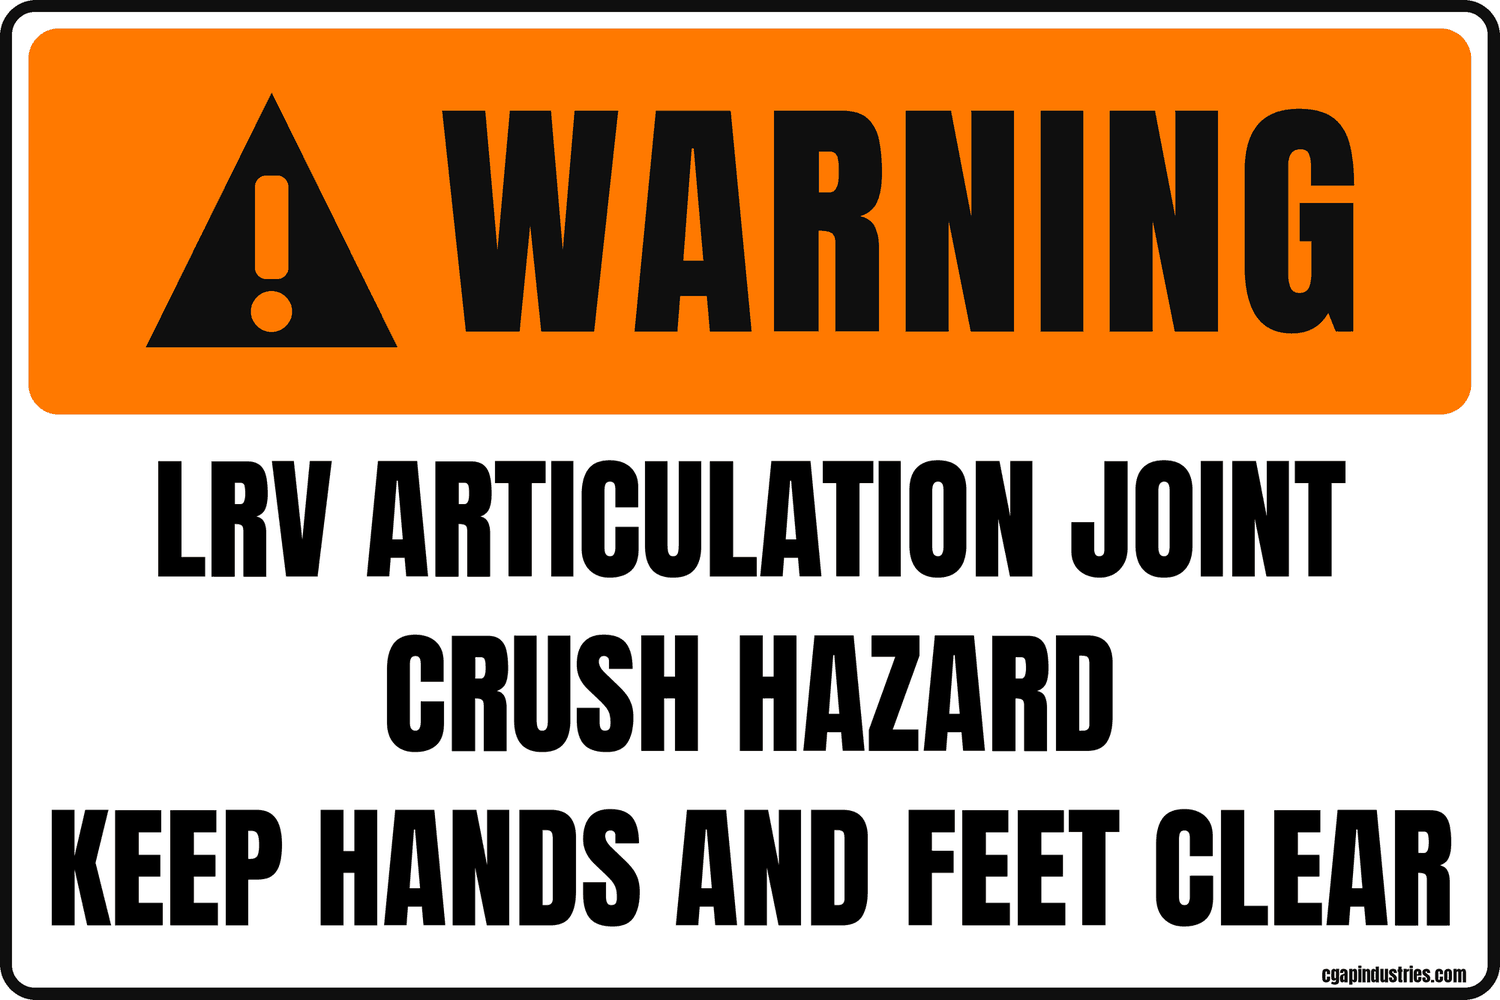 WARNING
LRV ARTICULATION JOINT
CRUSH HAZARD
KEEP HANDS AND FEET CLEAR
cgapindustries.com